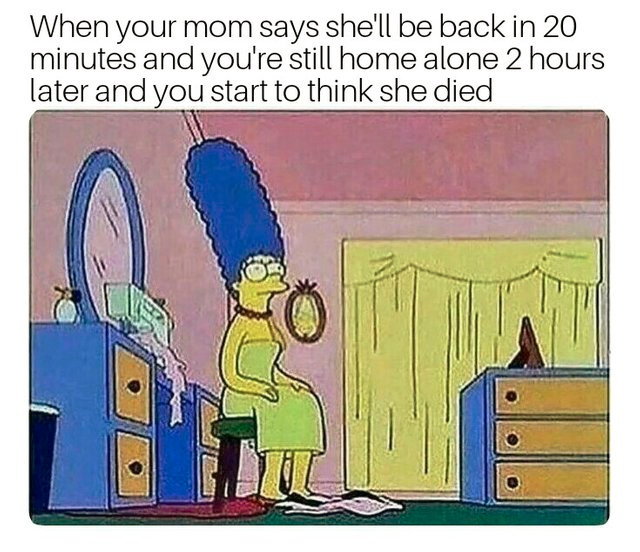 When your mom says she'll be back in 20
minutes and you're still home alone 2 hours
later and you start to think she died